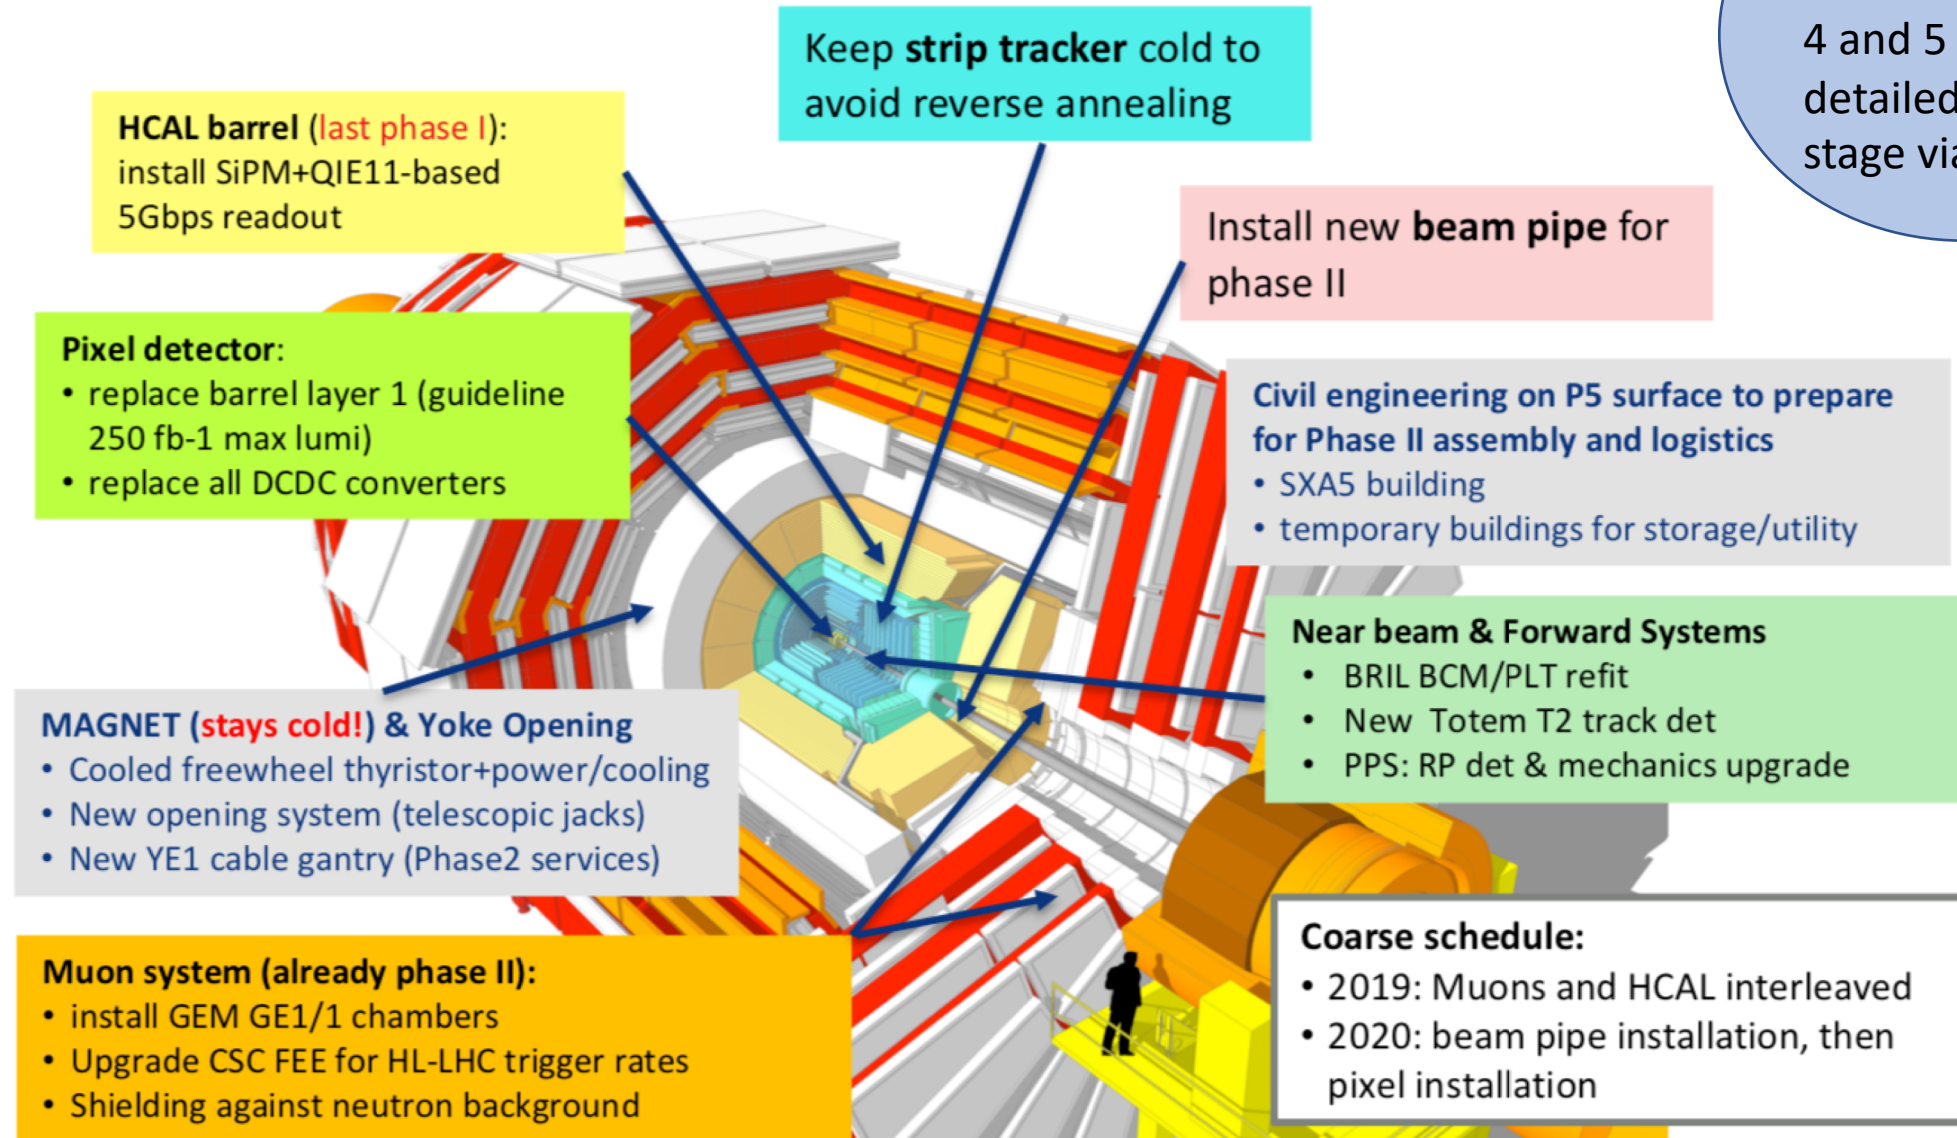 Keep strip tracker cold to
avoid reverse annealing
4 and 5
detailed
stage via
HCAL barrel (last phase I):
install SiPM+QIE11-based
5Gbps readout
Install new beam pipe for
phase II
Pixel detector:
• replace barrel layer 1 (guideline
250 fb-1 max lumi)
• replace all DCDC converters
Civil engineering on P5 surface to prepare
for Phase II assembly and logistics
• SXA5 building
• temporary buildings for storage/utility
Near beam & Forward Systems
• BRIL BCM/PLT refit
• New Totem T2 track det
• PPS: RP det & mechanics upgrade
MAGNET (stays cold!) & Yoke Opening
• Cooled freewheel thyristor+power/cooling
• New opening system (telescopic jacks)
• New YE1 cable gantry (Phase2 services)
Muon system (already phase II):
• install GEM GE1/1 chambers
• Upgrade CSC FEE for HL-LHC trigger rates
• Shielding against neutron background
Coarse schedule:
• 2019: Muons and HCAL interleaved
• 2020: beam pipe installation, then
pixel installation